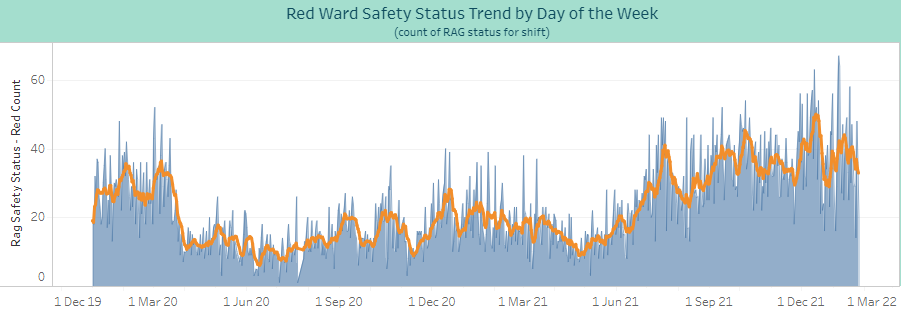 Red Ward Safety Status Trend by Day of the Week
(count of RAG status for shift)
Rag Safety Status - Red Count
60
40
20
0
1 Dec 19 1 Mar 20 1 Jun 20 1 Sep 20 1 Dec 20 1 Mar 21 1 Jun 21 1 Sep 21 1 Dec 21 1 Mar 22